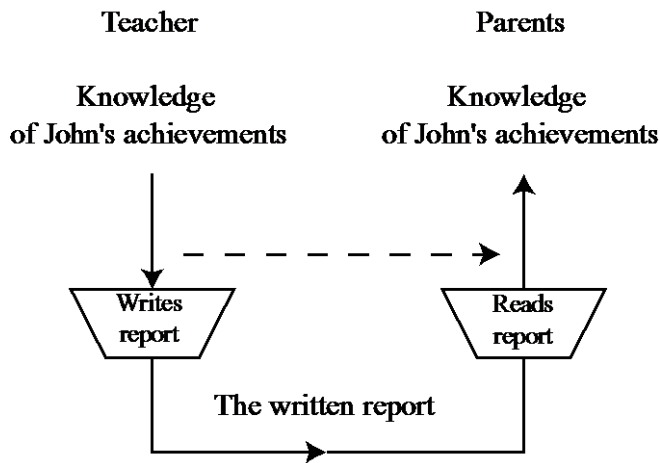 Teacher
Parents
Knowledge
of John's achievements
Knowledge
of John's achievements
Writes
report
Reads
report
The written report